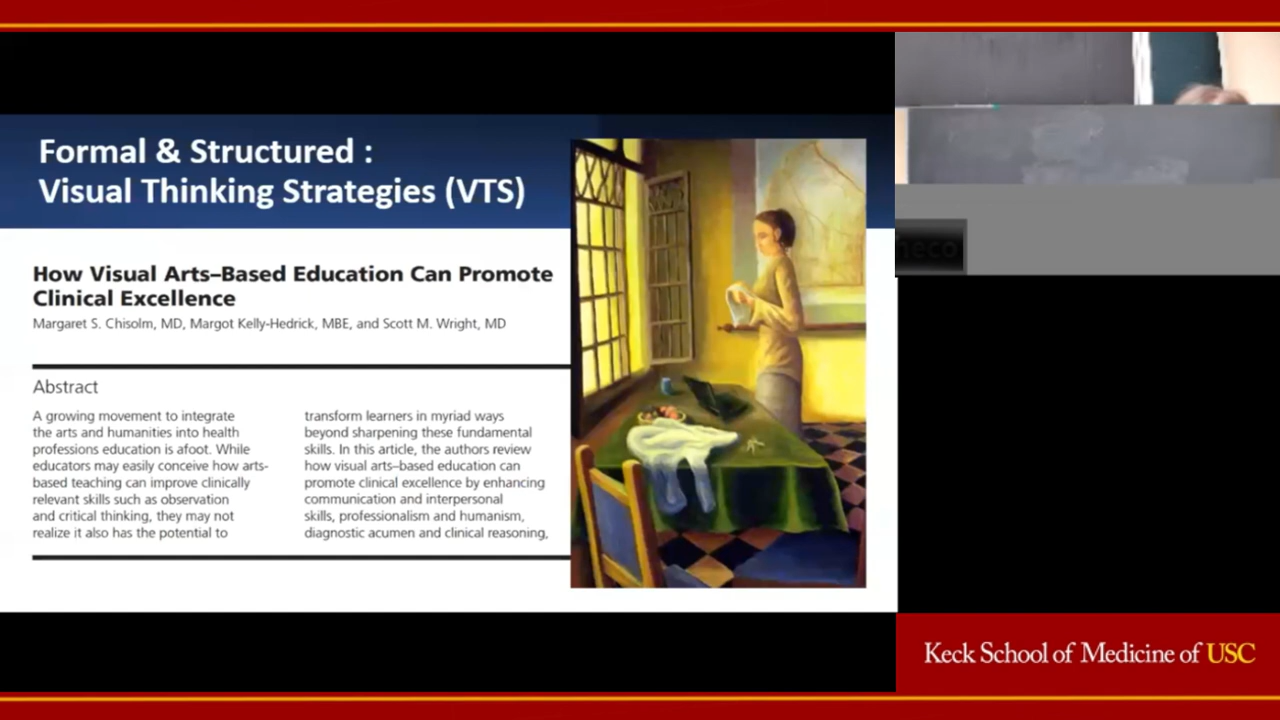 Formal & Structured :
Visual Thinking Strategies (VTS)
How Visual Arts–Based Education Can Promote
Clinical Excellence
Margaret S. Chisolm, MD, Margot Kelly-Hedrick, MBE, and Scott M. Wright, MD
Abstract
A growing movement to integrate
the arts and humanities into health
professions education is afoot. While
educators may easily conceive how arts-
based teaching can improve clinically
relevant skills such as observation
and critical thinking, they may not
realize it also has the potential to
transform learners in myriad ways
beyond sharpening these fundamental
skills. In this article, the authors review
how visual arts–based education can
promote clinical excellence by enhancing
communication and interpersonal
skills, professionalism and humanism,
diagnostic acumen and clinical reasoning,
Keck School of Medicine of USC